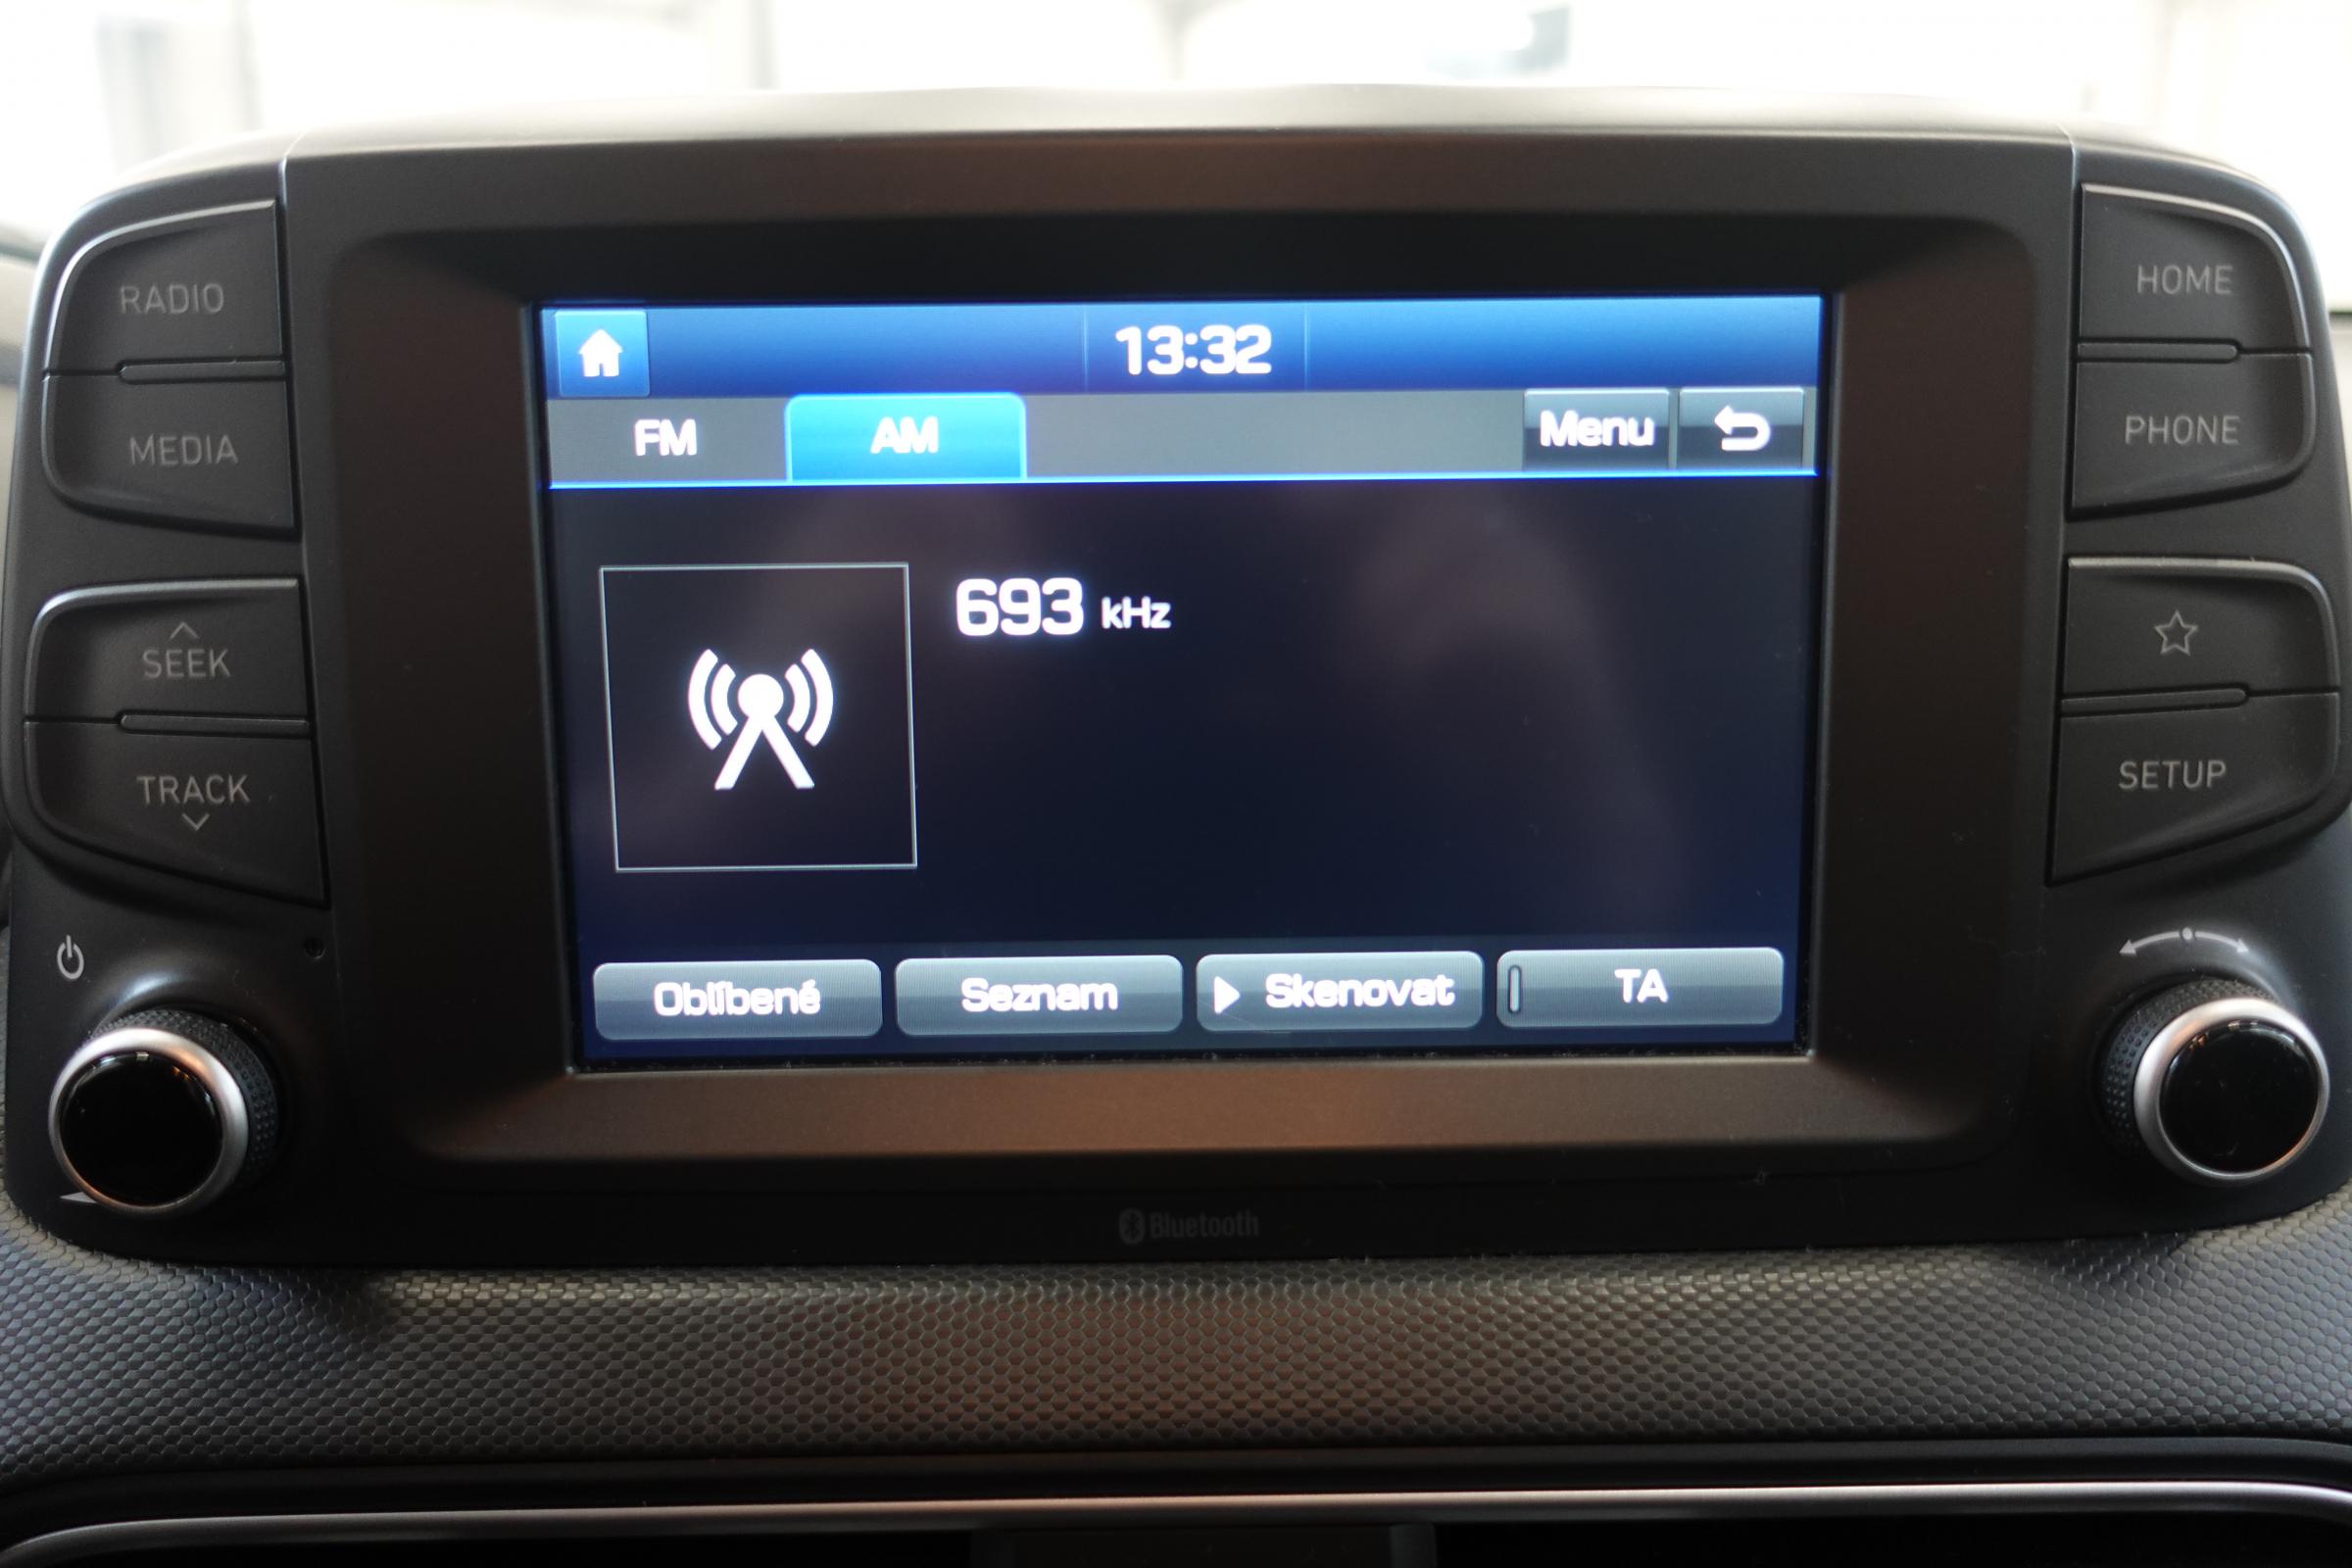 RADIO
MEDIA
SEEK
TRACK
13:32
FM
AM
Menu
693 kHz
Oblíbené
Seznam
Skenovat
TA
HOME
PHONE
SETUP
Bluetooth